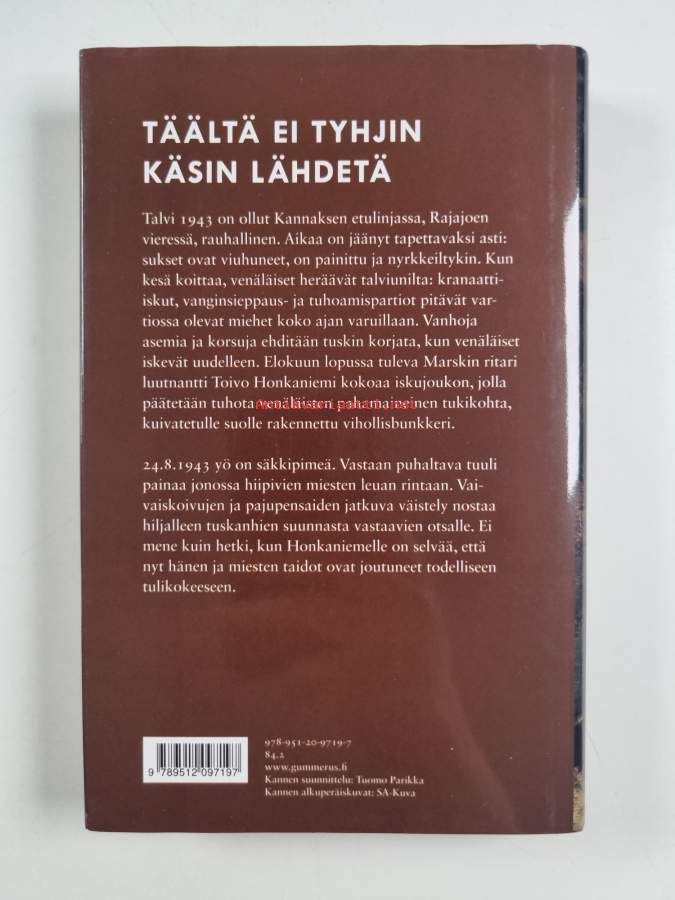 TÄÄLTÄ EI TYHJIN
KÄSIN LÄHDETÄ
Talvi 1943 on ollut Kannaksen etulinjassa, Rajajoen
vieressä, rauhallinen. Aikaa on jäänyt tapettavaksi asti:
sukset ovat viuhuneet, on painittu ja nyrkkeiltykin. Kun
kesä koittaa, venäläiset heräävät talviunilta: kranaatti-
iskut, vanginsieppaus- ja tuhoamispartiot pitävät var-
tiossa olevat miehet koko ajan varuillaan. Vanhoja
asemia ja korsuja ehditään tuskin korjata, kun venäläiset
iskevät uudelleen. Elokuun lopussa tuleva Marskin ritari
luutnantti Toivo Honkaniemi kokoaa iskujoukon, jolla
päätetään tuhota venäläisten pahamaineinen tukikohta,
Antikvariaatti.net
kuivatetulle suolle rakennettu vihollisbunkkeri.
24.8.1943 yö on säkkipimeä. Vastaan puhaltava tuuli
painaa jonossa hiipivien miesten leuan rintaan. Vai-
vaiskoivujen ja pajupensaiden jatkuva väistely nostaa
hiljalleen tuskanhien suunnasta vastaavien otsalle. Ei
mene kuin hetki, kun Honkaniemelle on selvää, että
nyt hänen ja miesten taidot ovat joutuneet todelliseen
tulikokeeseen.
978-951-20-9719-7
84.2
www.gummerus.fi
Kannen suunnittelu: Tuomo Parikka
Kannen alkuperäiskuvat: SA-Kuva
9 789512 097197